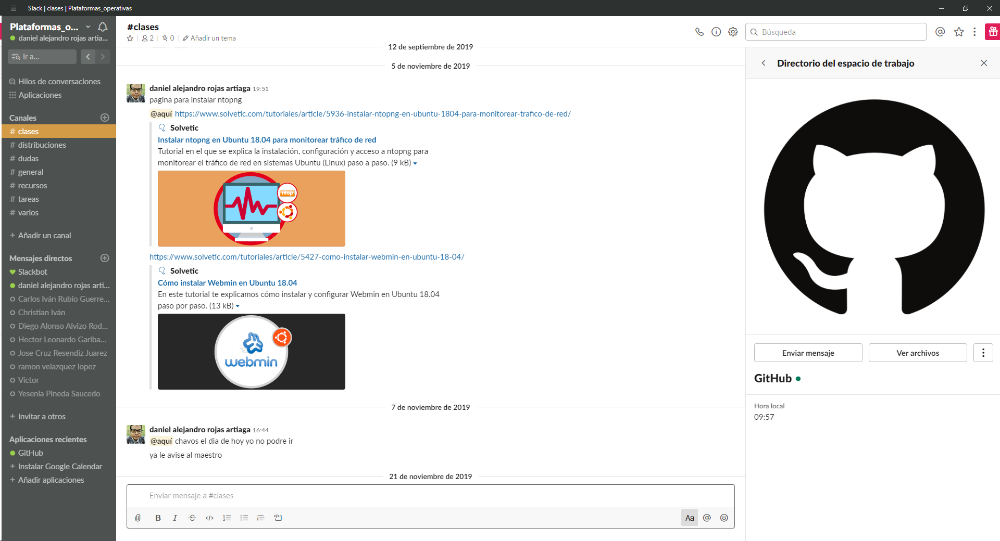 Slack | clases | Plataformas_operativas
Plataformas_o...
daniel alejandro rojas artia...
Ir a...
Hilos de conversaciones
Aplicaciones
Canales
# clases
# distribuciones
# dudas
# general
# recursos
# tareas
# varios
+ Añadir un canal
Mensajes directos
Slackbot
daniel alejandro rojas arti...
Carlos Iván Rubio Guerre...
Christian Iván
Diego Alonso Alvizo Rod...
Hector Leonardo Gariba...
Jose Cruz Resendiz Juarez
ramon velazquez lopez
Víctor
Yesenia Pineda Saucedo
+ Invitar a otros
Aplicaciones recientes
GitHub
+ Instalar Google Calendar
+ Añadir aplicaciones
#clases
2 | 0 | Añadir un tema
Búsqueda
12 de septiembre de 2019
5 de noviembre de 2019
daniel alejandro rojas artiaga 19:51
pagina para instalar ntopng
@aquí https://www.solvetic.com/tutoriales/article/5936-instalar-ntopng-en-ubuntu-1804-para-monitorear-trafico-de-red/
Solvetic
Instalar ntopng en Ubuntu 18.04 para monitorear tráfico de red
Tutorial en el que se explica la instalación, configuración y acceso a ntopng para
monitorear el tráfico de red en sistemas Ubuntu (Linux) paso a paso. (9 kB)
ntop
https://www.solvetic.com/tutoriales/article/5427-como-instalar-webmin-en-ubuntu-18-04/
Solvetic
Cómo instalar Webmin en Ubuntu 18.04
En este tutorial te explicamos cómo instalar y configurar Webmin en Ubuntu 18.04
paso por paso. (13 kB)
webmin
7 de noviembre de 2019
daniel alejandro rojas artiaga 16:44
@aquí chavos el dia de hoy yo no podre ir
ya le avise al maestro
21 de noviembre de 2019
Enviar mensaje a #clases
B I S </> Aa @
Directorio del espacio de trabajo
Enviar mensaje
Ver archivos
GitHub
Hora local
09:57